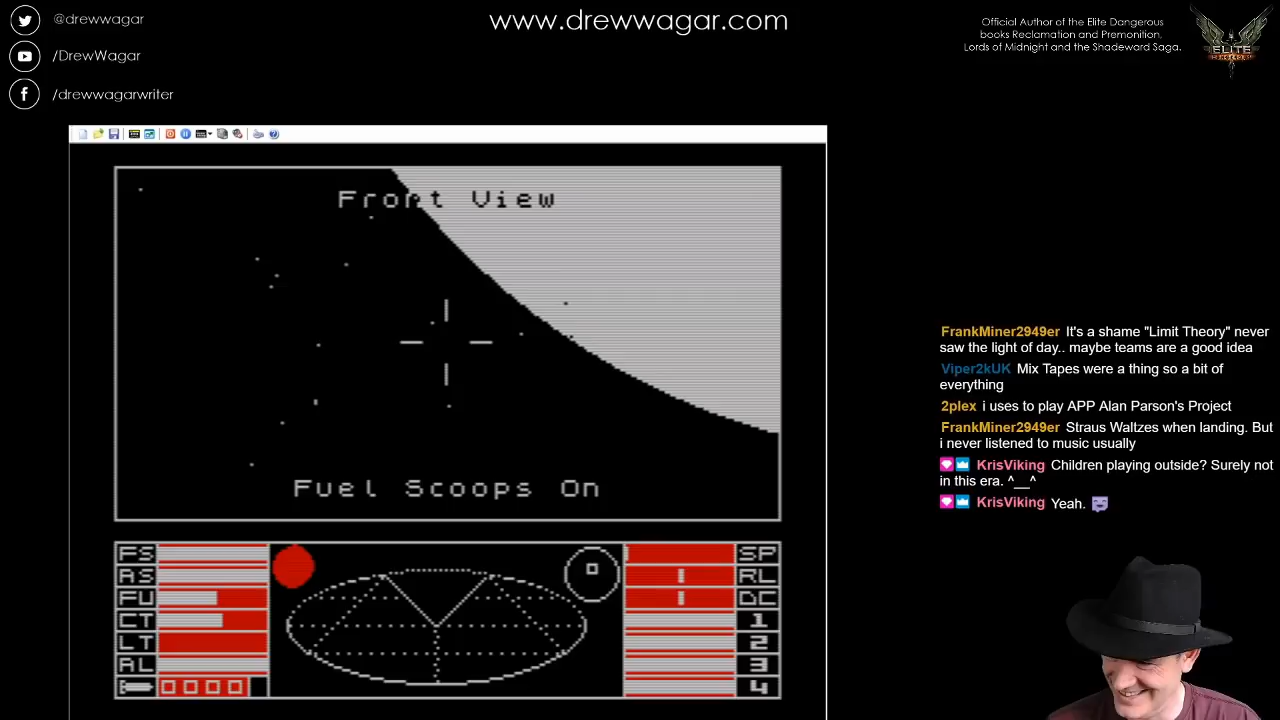 @drewwagar
/DrewWagar
/drewwagarwriter
www.drewwagar.com
Official Author of the Elite Dangerous
books Reclamation and Premonition.
Lords of Midnight and the Shadeward Saga.
ELITE
DANGEROUS
Front View
Fuel Scoops On
FS
AS
FU
CT
LT
AL
SP
RL
DC
1
2
3
4
FrankMiner2949er It's a shame "Limit Theory" never
saw the light of day.. maybe teams are a good idea
Viper2kUK Mix Tapes were a thing so a bit of
everything
2plex i uses to play APP Alan Parson's Project
FrankMiner2949er Straus Waltzes when landing. But
i never listened to music usually
KrisViking Children playing outside? Surely not
in this era. ^__^
KrisViking Yeah.